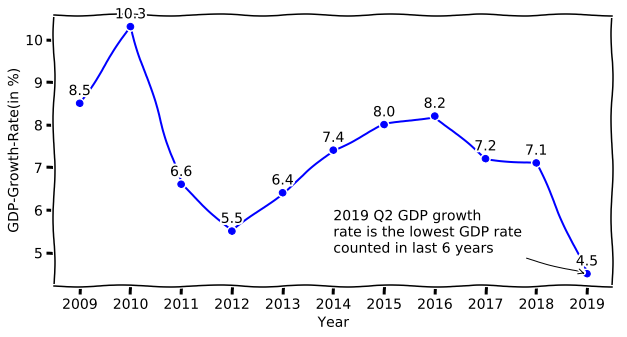 10.3
10
9
8.5
8.2
8.0
8
7.4
7.2
7.1
7
6.6
6.4
6
5.5
5
4.5
GDP-Growth-Rate(in %)
2019 Q2 GDP growth
rate is the lowest GDP rate
counted in last 6 years
2009 2010 2011 2012 2013 2014 2015 2016 2017 2018 2019
Year